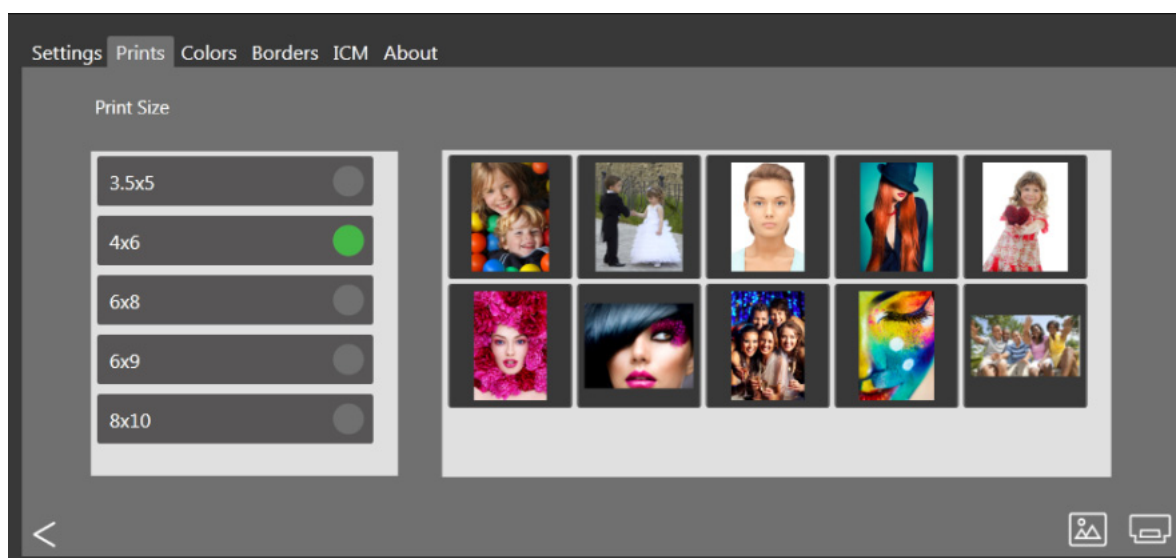 Settings Prints Colors Borders ICM About
Print Size
3.5x5
4x6
6x8
6x9
8x10